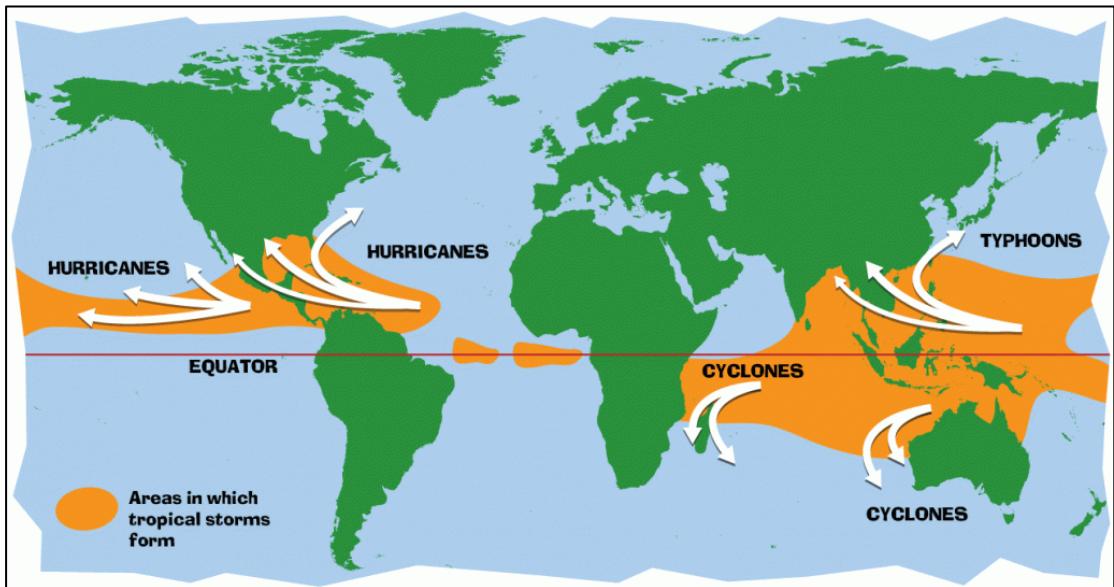 HURRICANES
HURRICANES
TYPHOONS
EQUATOR
CYCLONES
CYCLONES
Areas in which
tropical storms
form